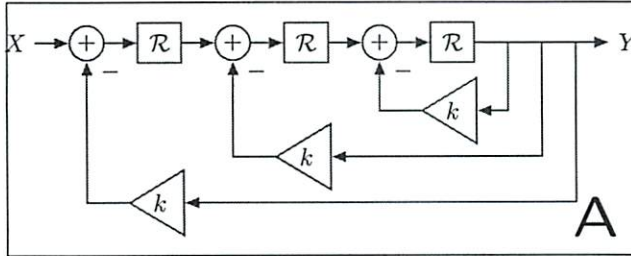 X + ℛ + ℛ + ℛ Y
− − −
k
k
k
A